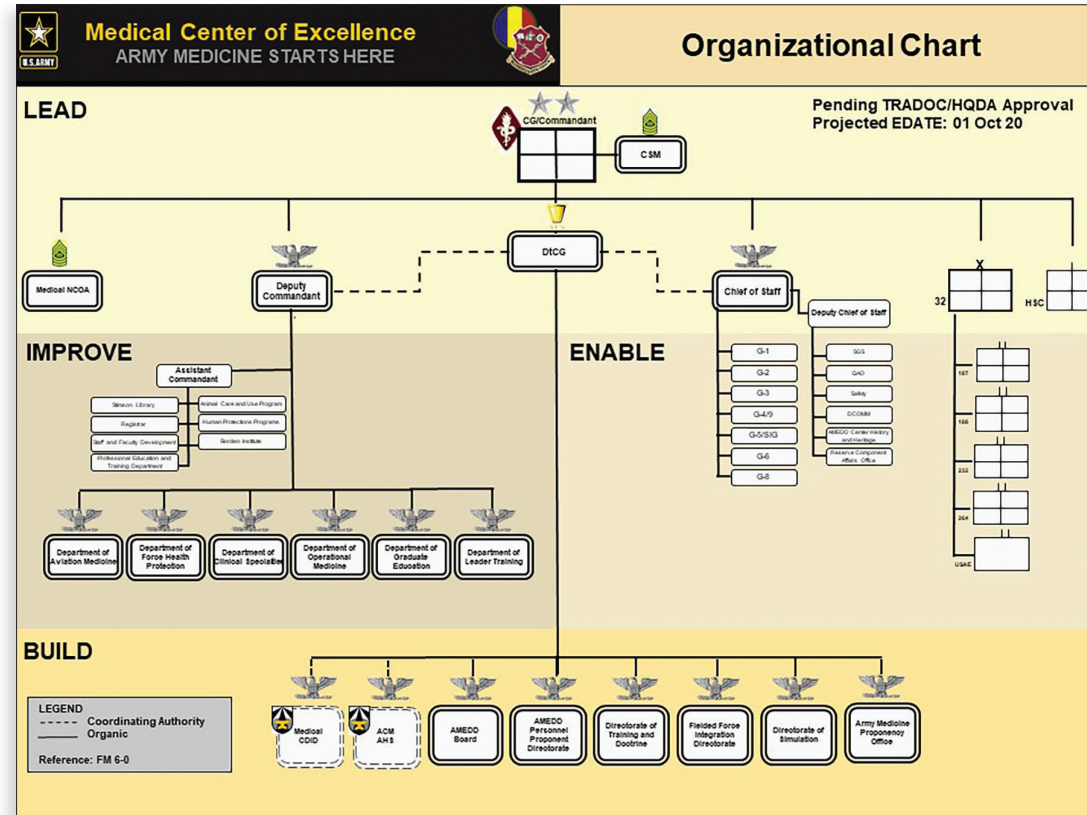 U.S.ARMY
Medical Center of Excellence
ARMY MEDICINE STARTS HERE
Organizational Chart
LEAD
Pending TRADOC/HQDA Approval
Projected EDATE: 01 Oct 20
CG/Commandant
CSM
Medical NCOA
Deputy
Commandant
DtCG
Chief of Staff
Deputy Chief of Staff
X
32
HSC
IMPROVE
Assistant
Commandant
Stimson Library
Registrar
Staff and Faculty Development
Professional Education and
Training Department
Animal Care and Use Program
Human Protections Programs
Borden Institute
Department of
Aviation Medicine
Department of
Force Health
Protection
Department of
Clinical Specialties
Department of
Operational
Medicine
Department of
Graduate
Education
Department of
Leader Training
ENABLE
G-1
G-2
G-3
G-4/9
G-5/SIG
G-6
G-8
SGS
Safety
DCOMM
AMEDD Center History
and Heritage
Reserve Component
Affairs Office
187
188
232
264
USAE
BUILD
LEGEND
Coordinating Authority
Organic
Reference: FM 6-0
Medical
CDID
ACM
AHS
AMEDD
Board
AMEDD
Personnel
Proponent
Directorate
Directorate of
Training and
Doctrine
Fielded Force
Integration
Directorate
Directorate of
Simulation
Army Medicine
Proponency
Office